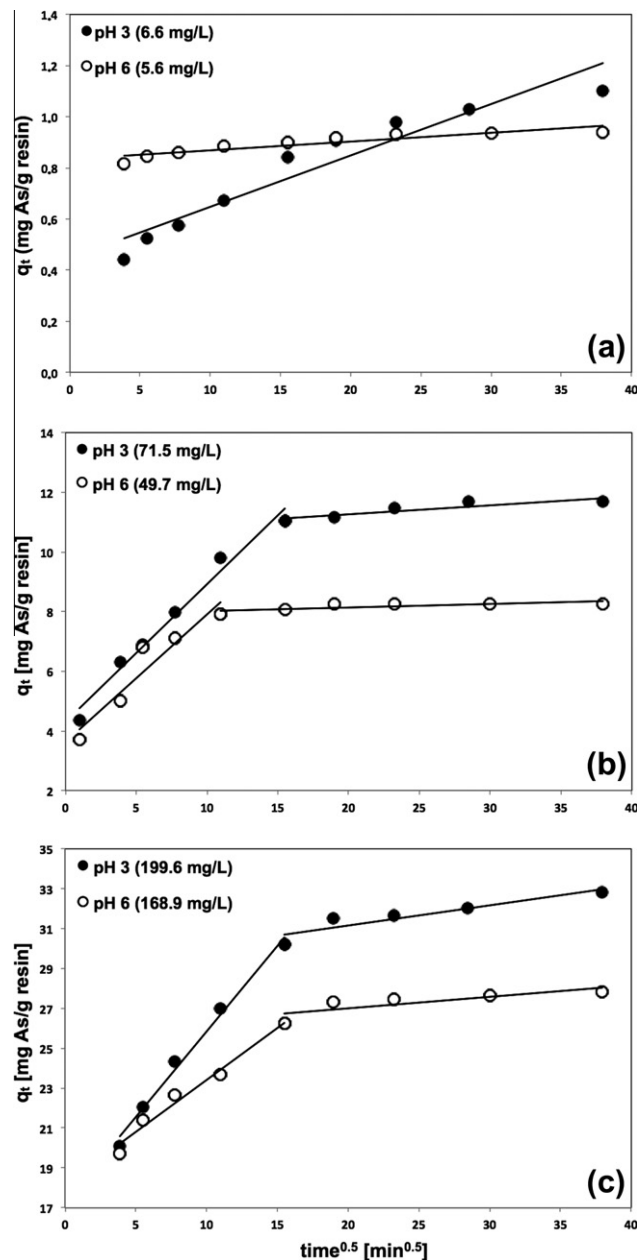 ● pH 3 (6.6 mg/L)
○ pH 6 (5.6 mg/L)
qt (mg As/g resin)
1,4
1,2
1,0
0,8
0,6
0,4
0,2
0,0
0 5 10 15 20 25 30 35 40
(a)
● pH 3 (71.5 mg/L)
○ pH 6 (49.7 mg/L)
qt [mg As/g resin]
14
12
10
8
6
4
2
0 5 10 15 20 25 30 35 40
(b)
● pH 3 (199.6 mg/L)
○ pH 6 (168.9 mg/L)
qt [mg As/g resin]
35
33
31
29
27
25
23
21
19
17
0 5 10 15 20 25 30 35 40
(c)
time^0.5 [min^0.5]